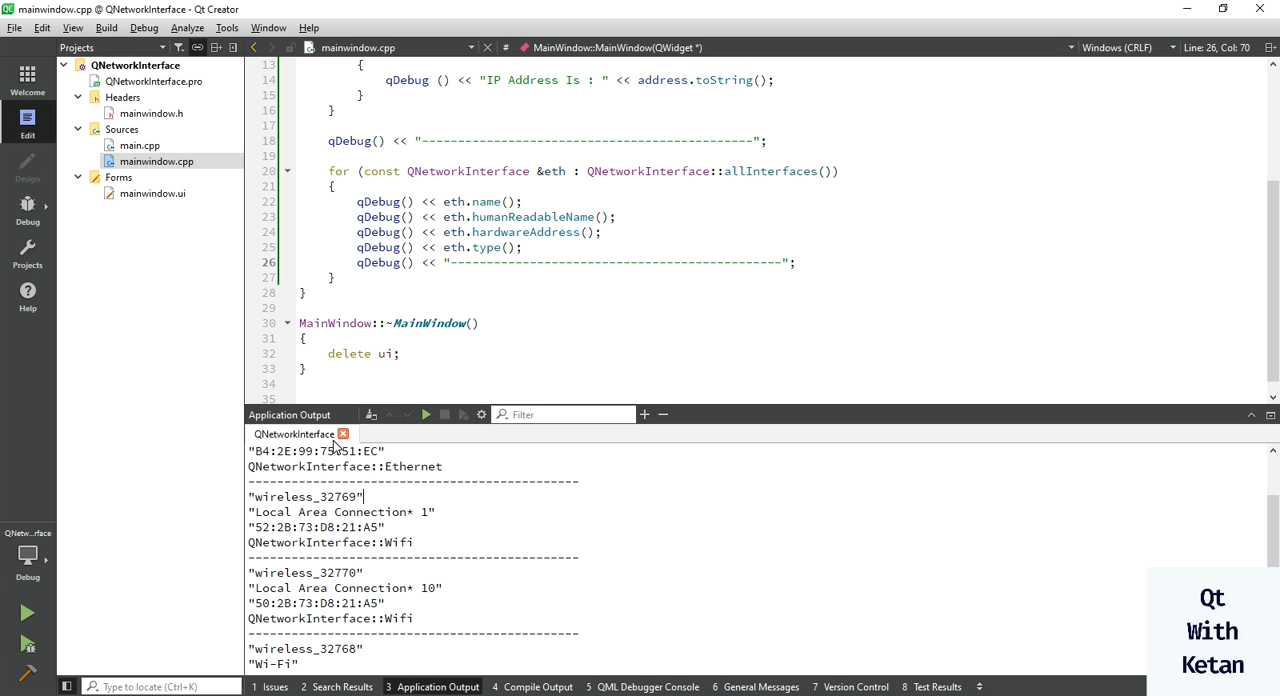 mainwindow.cpp @ QNetworkInterface - Qt Creator
File Edit View Build Debug Analyze Tools Window Help
Projects mainwindow.cpp # MainWindow::MainWindow(QWidget *) Windows (CRLF) Line: 26, Col: 70
Welcome
Edit
Design
Debug
Projects
Help
QNetw...rface
Debug
QNetworkInterface
QNetworkInterface.pro
Headers
mainwindow.h
Sources
main.cpp
mainwindow.cpp
Forms
mainwindow.ui
13 {
14 qDebug () << "IP Address Is : " << address.toString();
15 }
16 }
17
18 qDebug() << "----------------------------------------------";
19
20 for (const QNetworkInterface &eth : QNetworkInterface::allInterfaces())
21 {
22 qDebug() << eth.name();
23 qDebug() << eth.humanReadableName();
24 qDebug() << eth.hardwareAddress();
25 qDebug() << eth.type();
26 qDebug() << "----------------------------------------------";
27 }
28 }
29
30 MainWindow::~MainWindow()
31 {
32 delete ui;
33 }
34
35
Application Output Filter
QNetworkInterface
"B4:2E:99:75 51:EC"
QNetworkInterface::Ethernet
----------------------------------------------
"wireless_32769"
"Local Area Connection* 1"
"52:2B:73:D8:21:A5"
QNetworkInterface::Wifi
----------------------------------------------
"wireless_32770"
"Local Area Connection* 10"
"50:2B:73:D8:21:A5"
QNetworkInterface::Wifi
----------------------------------------------
"wireless_32768"
"Wi-Fi"
Qt
With
Ketan
Type to locate (Ctrl+K) 1 Issues 2 Search Results 3 Application Output 4 Compile Output 5 QML Debugger Console 6 General Messages 7 Version Control 8 Test Results